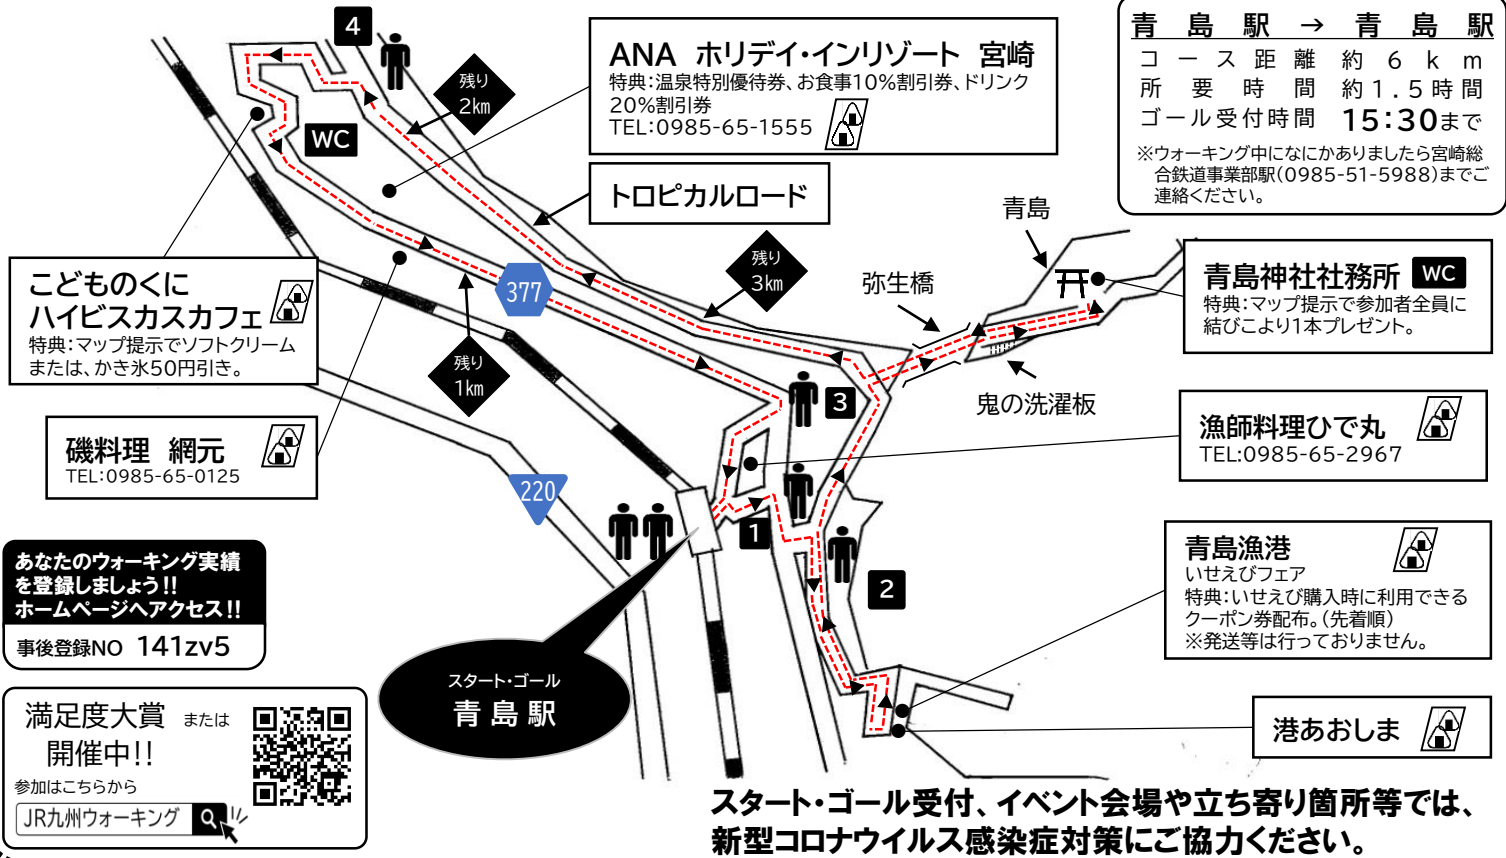 4
残り
2km
WC
ANA ホリデイ・インリゾート 宮崎
特典:温泉特別優待券、お食事10%割引券、ドリンク
20%割引券
TEL:0985-65-1555
トロピカルロード
青島駅→青島駅
コース距離 約6km
所要時間 約1.5時間
ゴール受付時間 15:30まで
※ウォーキング中になにかありましたら宮崎総
合鉄道事業部駅(0985-51-5988)までご
連絡ください。
青島
弥生橋
残り
3km
青島神社社務所 WC
特典:マップ提示で参加者全員に
結びこより1本プレゼント。
こどものくに
ハイビスカスカフェ
特典:マップ提示でソフトクリーム
または、かき氷50円引き。
377
残り
1km
鬼の洗濯板
3
磯料理 網元
TEL:0985-65-0125
漁師料理ひで丸
TEL:0985-65-2967
220
1
2
青島漁港
いせえびフェア
特典:いせえび購入時に利用できる
クーポン券配布。(先着順)
※発送等は行っておりません。
あなたのウォーキング実績
を登録しましょう!!
ホームページへアクセス!!
事後登録NO 141zv5
スタート・ゴール
青島駅
港あおしま
満足度大賞 または
開催中!!
参加はこちらから
JR九州ウォーキング
スタート・ゴール受付、イベント会場や立ち寄り箇所等では、
新型コロナウイルス感染症対策にご協力ください。